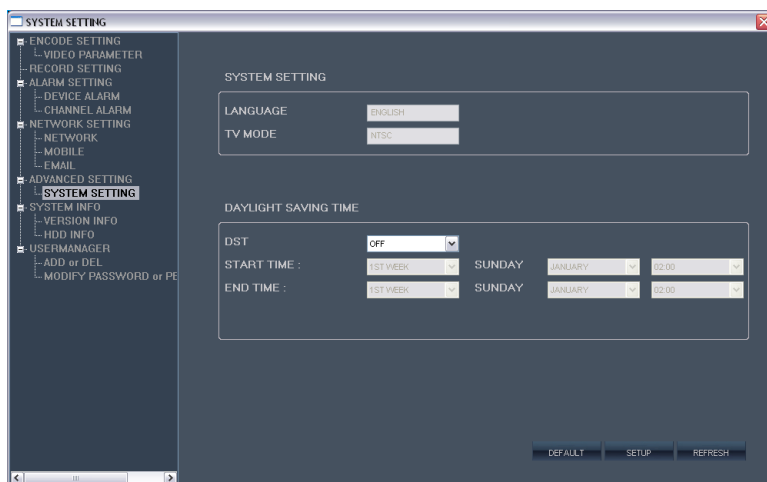 SYSTEM SETTING
ENCODE SETTING
VIDEO PARAMETER
RECORD SETTING
ALARM SETTING
DEVICE ALARM
CHANNEL ALARM
NETWORK SETTING
NETWORK
MOBILE
EMAIL
ADVANCED SETTING
SYSTEM SETTING
SYSTEM INFO
VERSION INFO
HDD INFO
USERMANAGER
ADD or DEL
MODIFY PASSWORD or PE
SYSTEM SETTING
LANGUAGE ENGLISH
TV MODE NTSC
DAYLIGHT SAVING TIME
DST OFF
START TIME : 1ST WEEK SUNDAY JANUARY 02:00
END TIME : 1ST WEEK SUNDAY JANUARY 02:00
DEFAULT SETUP REFRESH